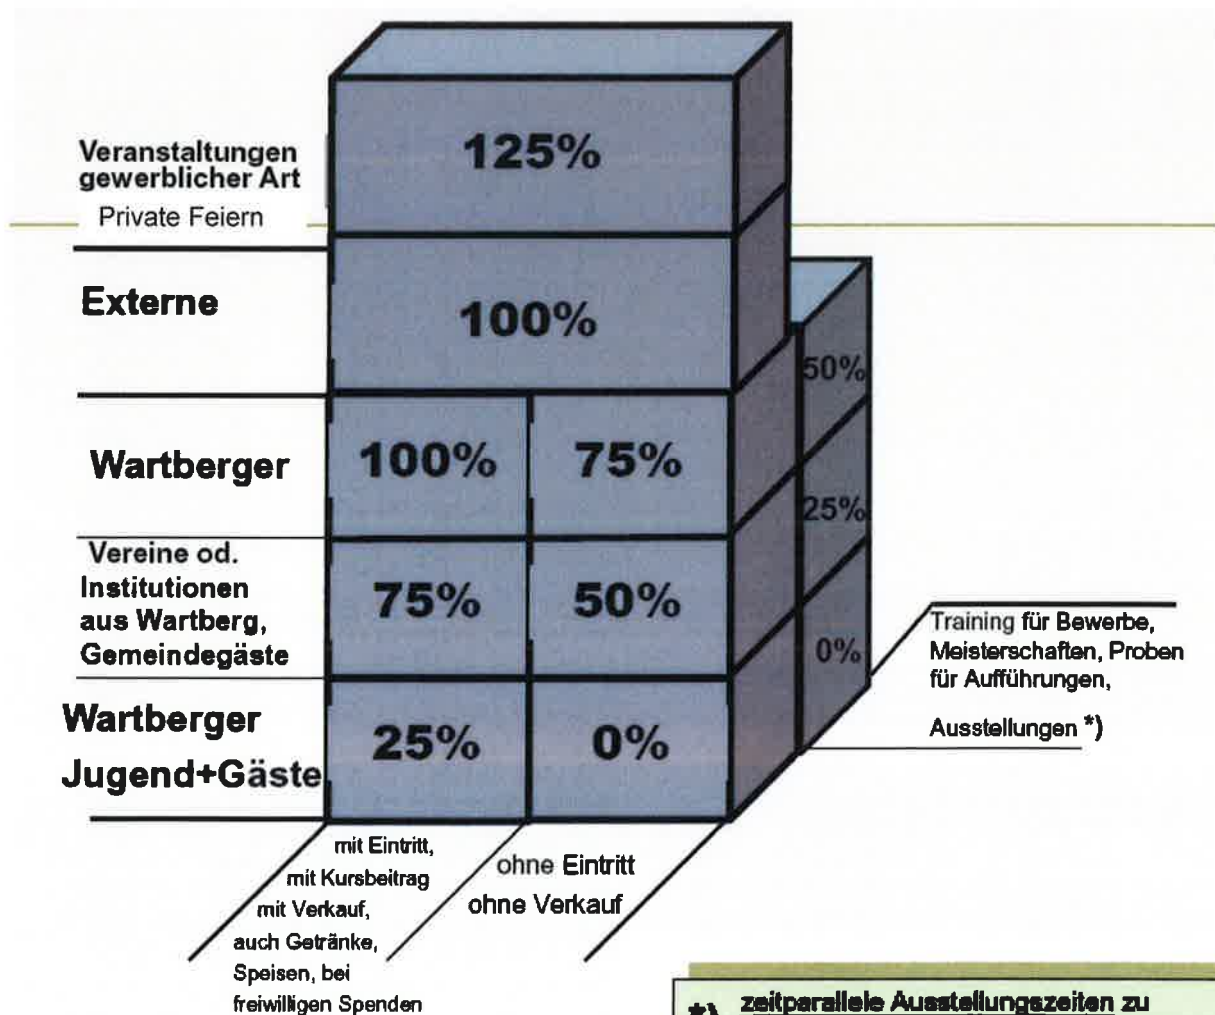 Veranstaltungen
gewerblicher Art
Private Feiern
125%
Externe
100%
50%
Wartberger
100%
75%
25%
Vereine od.
Institutionen
aus Wartberg,
Gemeindegäste
75%
50%
0%
Wartberger
Jugend+Gäste
25%
0%
Training für Bewerbe,
Meisterschaften, Proben
für Aufführungen,
Ausstellungen *)
mit Eintritt,
mit Kursbeitrag
mit Verkauf,
auch Getränke,
Speisen, bei
freiwilligen Spenden
ohne Eintritt
ohne Verkauf
*) zeitparallele Ausstellungszeiten zu